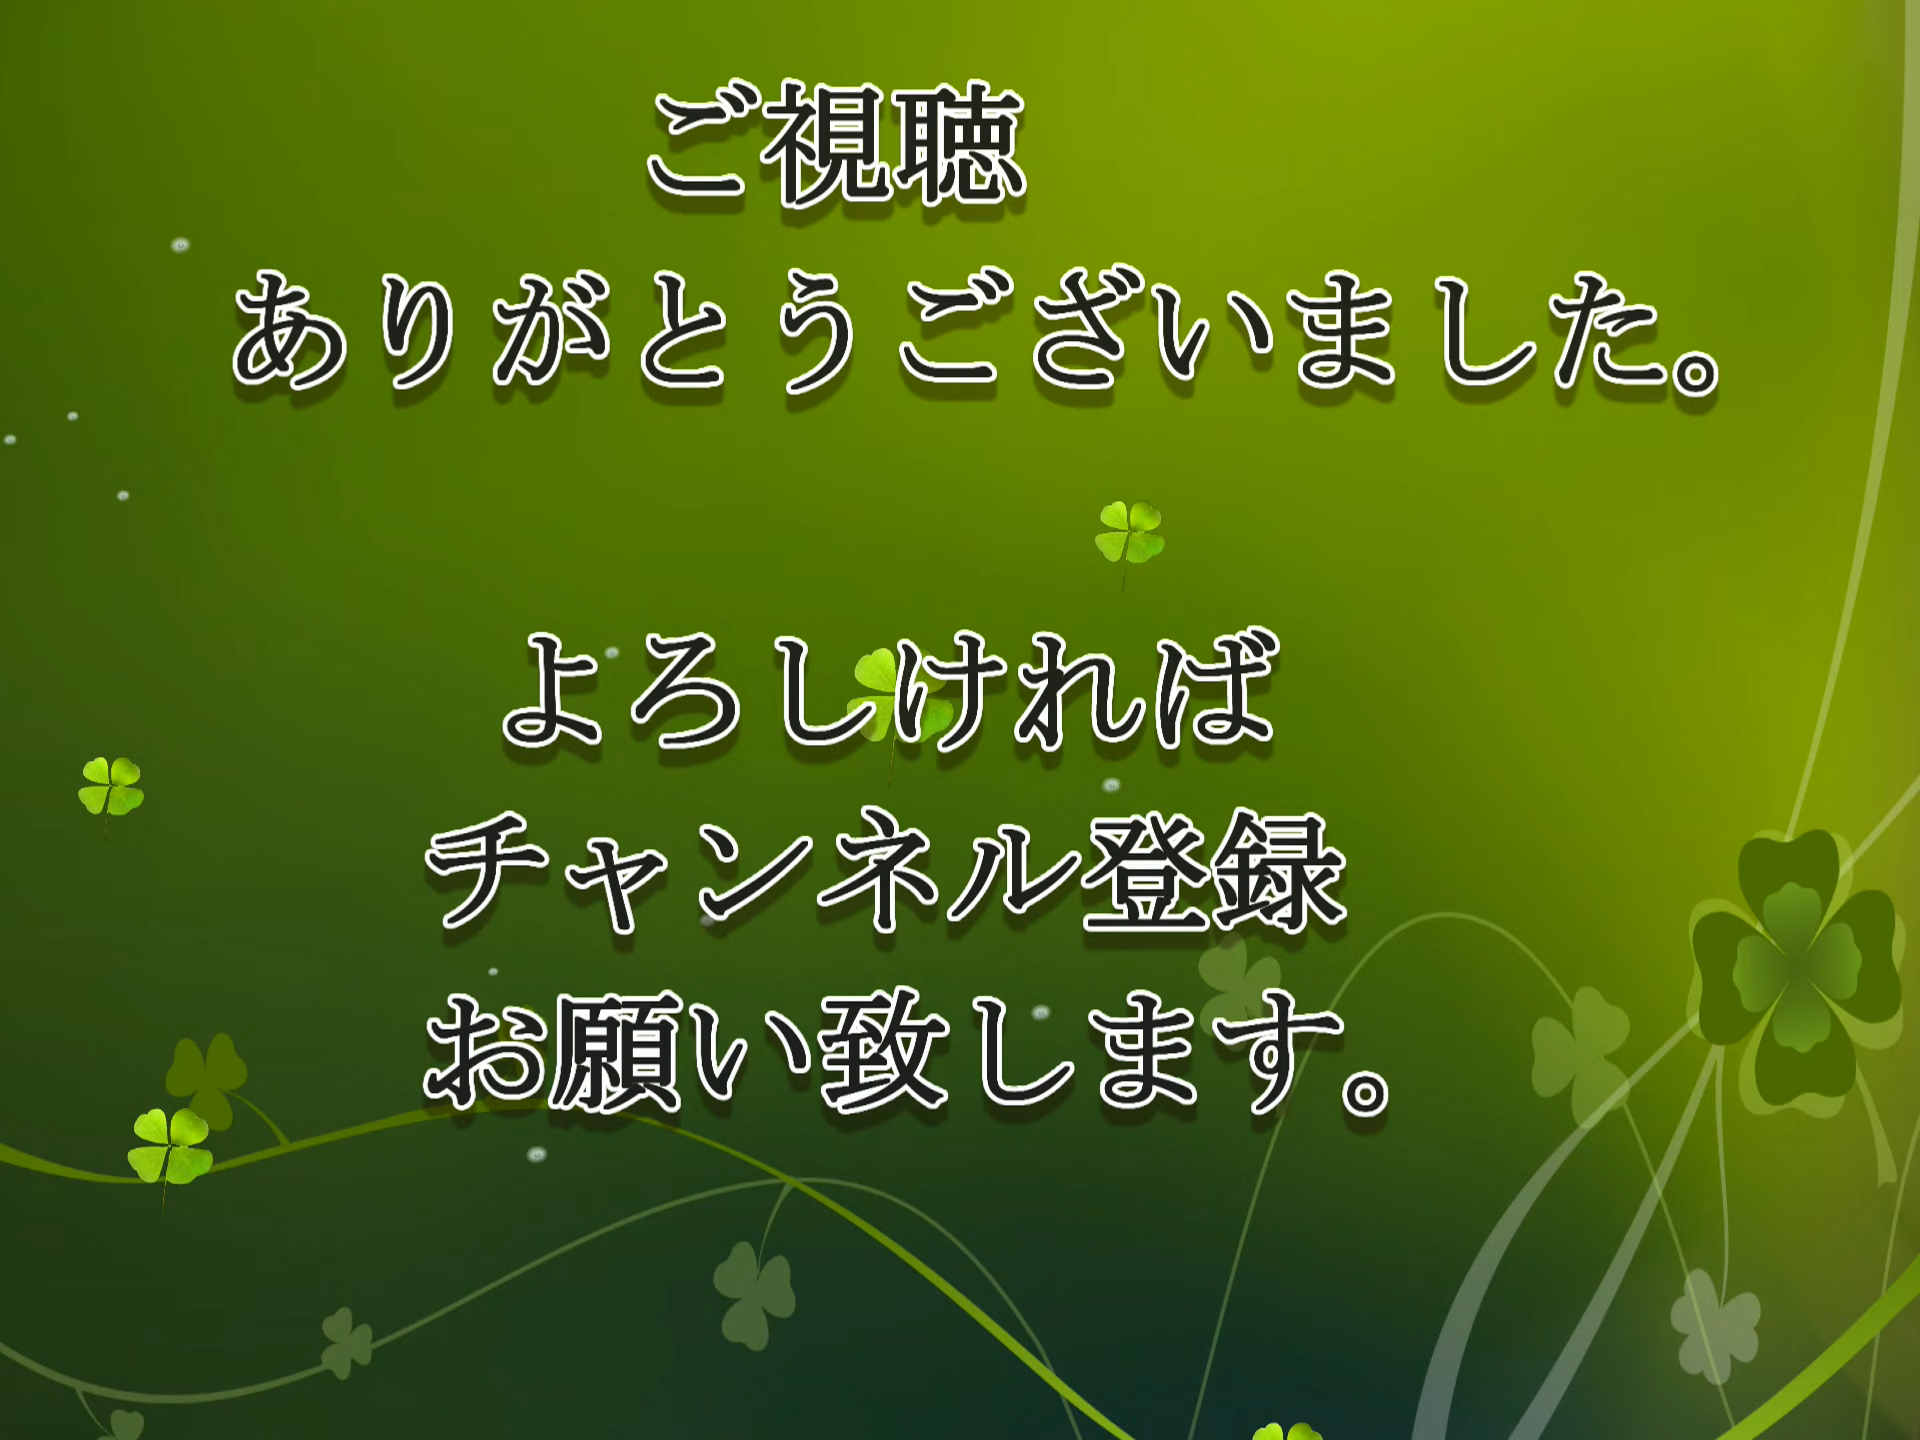 ご視聴
ありがとうございました。
よろしければ
チャンネル登録
お願い致します。